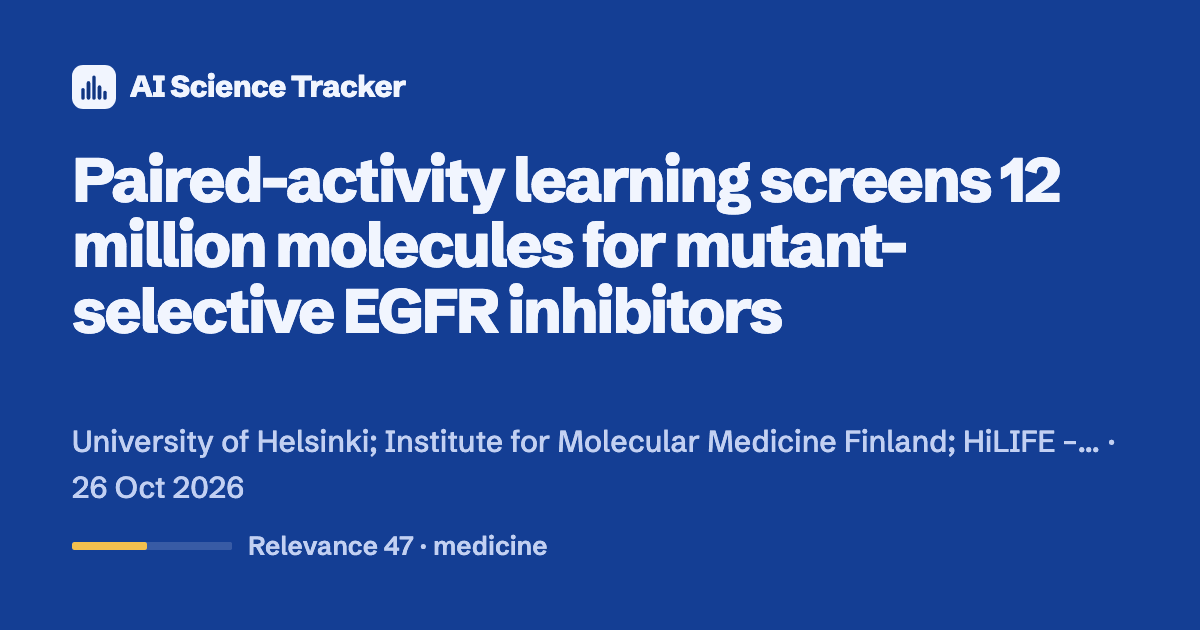 AI Science Tracker
Paired-activity learning screens 12
million molecules for mutant-
selective EGFR inhibitors
University of Helsinki; Institute for Molecular Medicine Finland; HiLIFE –... ·
26 Oct 2026
Relevance 47 · medicine